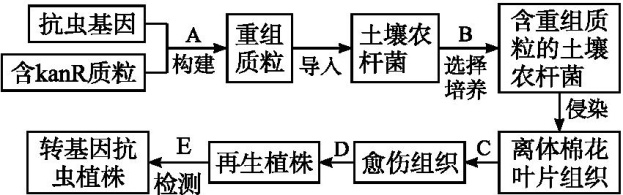 抗虫基因
含kanR质粒
A
构建
重组
质粒
导入
土壤农
杆菌
B
选择
培养
含重组质
粒的土壤
农杆菌
侵染
离体棉花
叶片组织
C
愈伤组织
D
再生植株
E
检测
转基因抗
虫植株